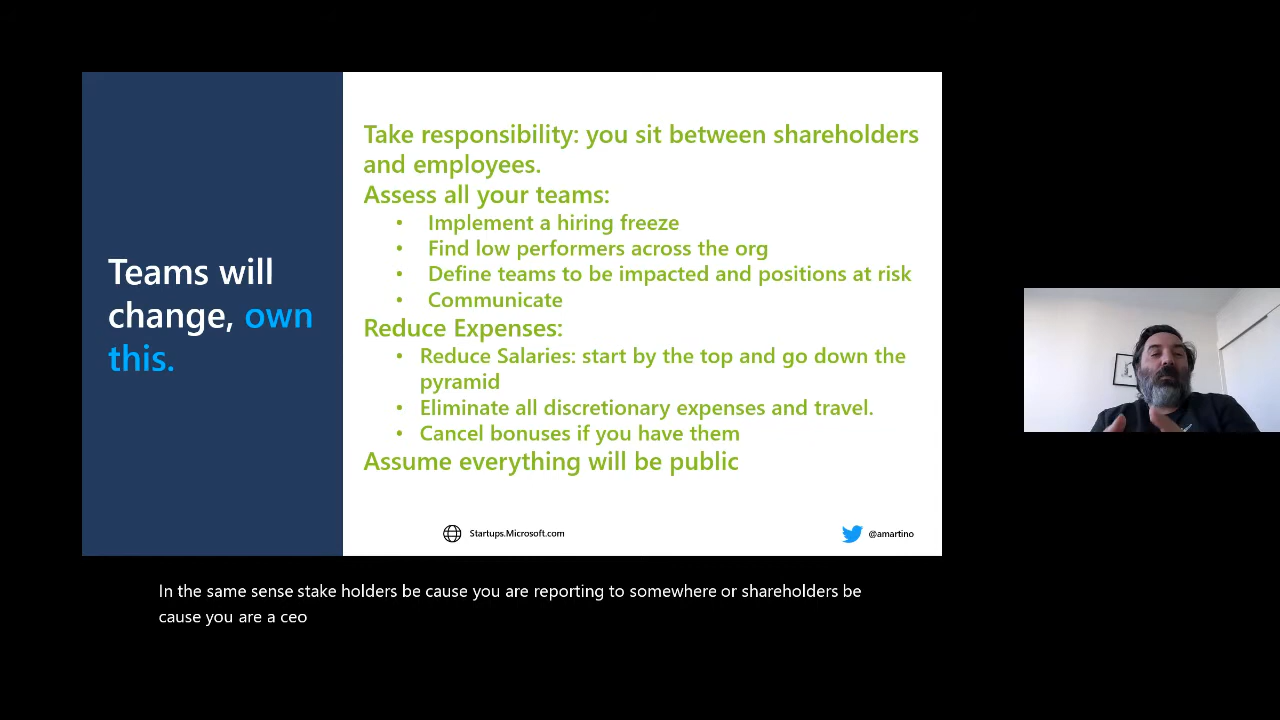 Teams will
change, own
this.
Take responsibility: you sit between shareholders
and employees.
Assess all your teams:
• Implement a hiring freeze
• Find low performers across the org
• Define teams to be impacted and positions at risk
• Communicate
Reduce Expenses:
• Reduce Salaries: start by the top and go down the
pyramid
• Eliminate all discretionary expenses and travel.
• Cancel bonuses if you have them
Assume everything will be public
Startups.Microsoft.com
@amartino
In the same sense stake holders be cause you are reporting to somewhere or shareholders be
cause you are a ceo